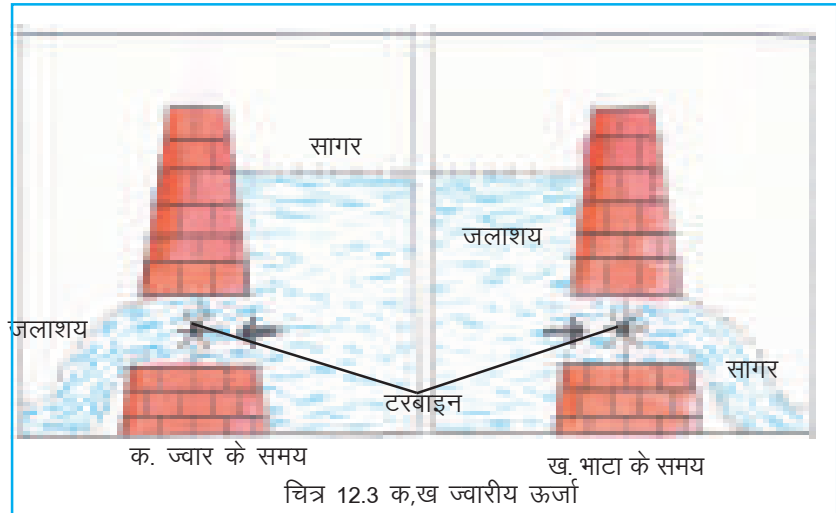 सागर
जलाशय
जलाशय
सागर
टरबाइन
क. ज्वार के समय
ख. भाटा के समय
चित्र 12.3 क,ख ज्वारीय ऊर्जा